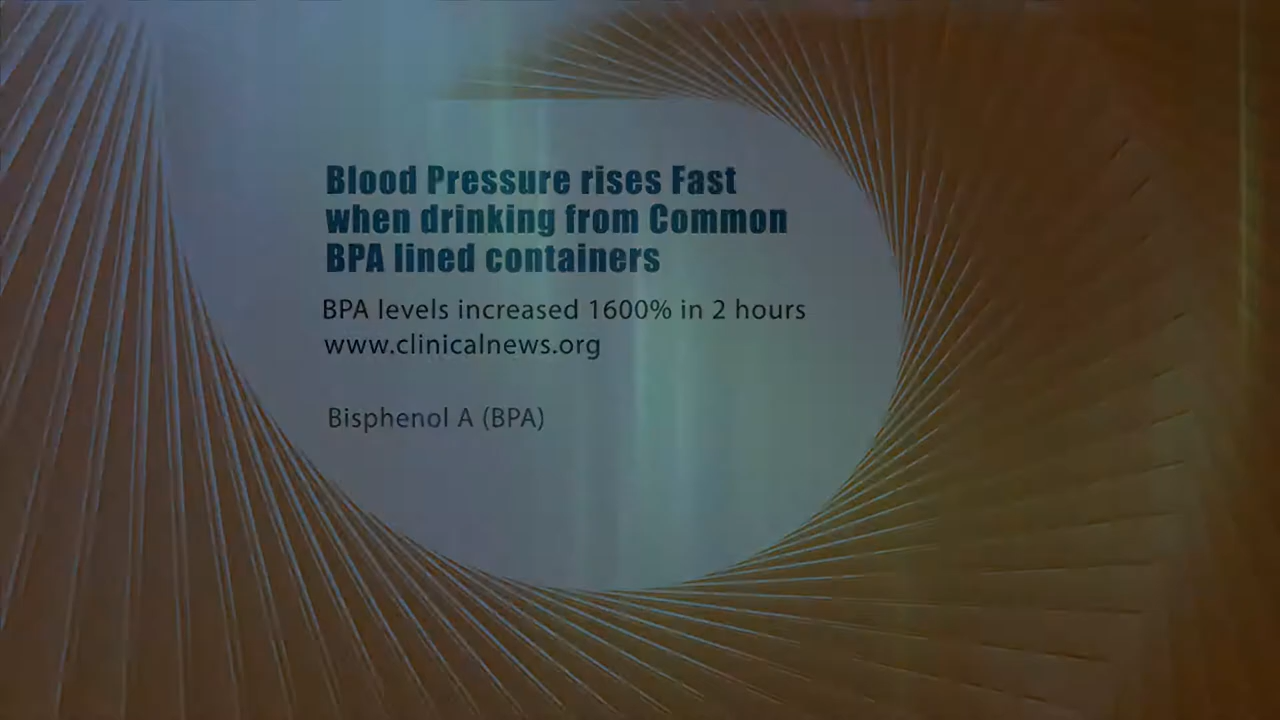 Blood Pressure rises Fast
when drinking from Common
BPA lined containers
BPA levels increased 1600% in 2 hours
www.clinicalnews.org
Bisphenol A (BPA)